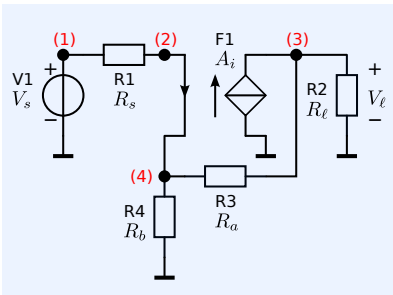 (1)
(2)
F1
(3)
A_i
+
V1
V_s
−
R1
R_s
R2
R_ℓ
+
V_ℓ
−
(4)
R3
R_a
R4
R_b